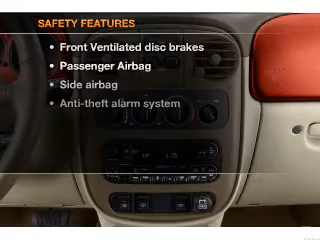 SAFETY FEATURES
• Front Ventilated disc brakes
• Passenger Airbag
• Side airbag
• Anti-theft alarm system